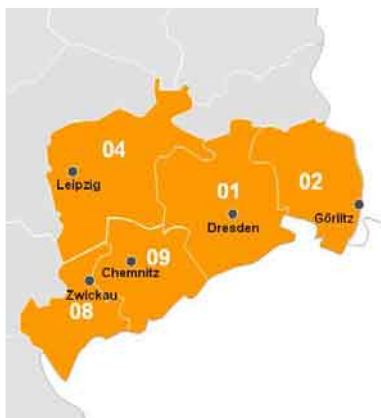 04
Leipzig
01
02
Dresden
Görlitz
Chemnitz
09
Zwickau
08